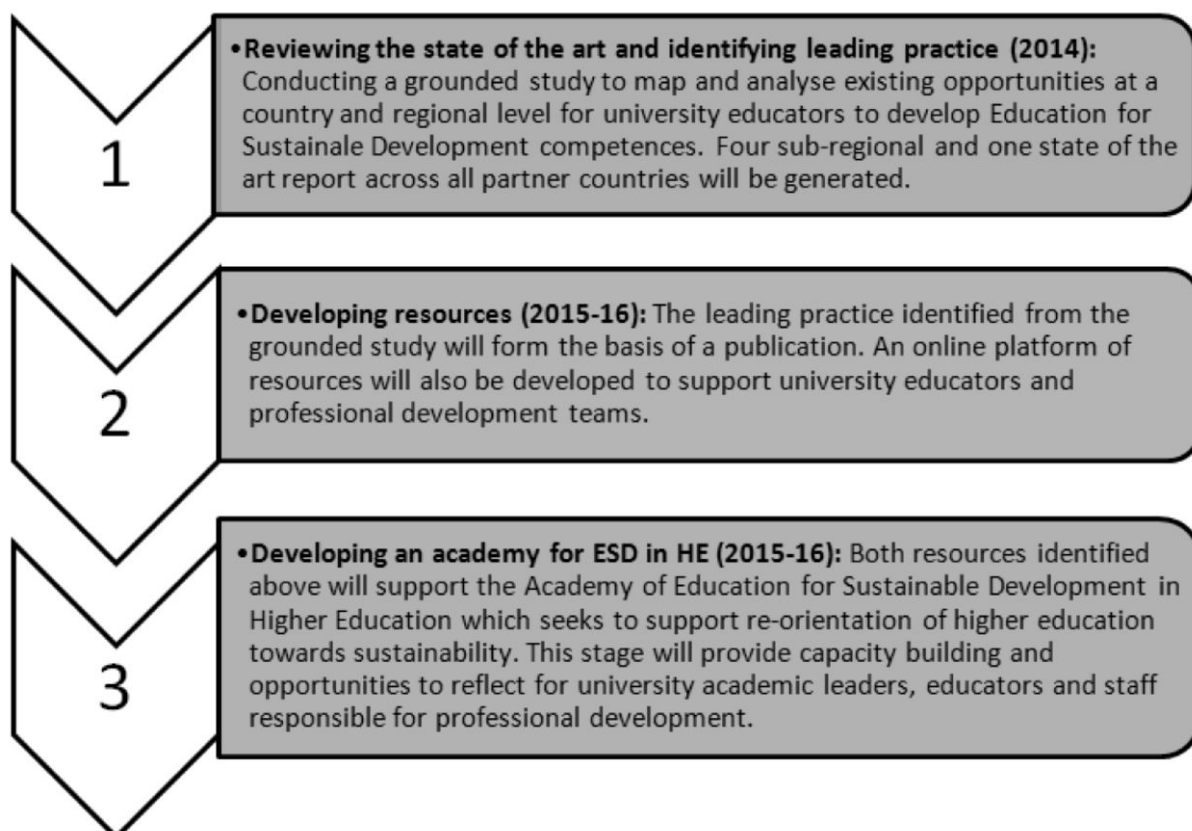 1
•Reviewing the state of the art and identifying leading practice (2014):
Conducting a grounded study to map and analyse existing opportunities at a
country and regional level for university educators to develop Education for
Sustainale Development competences. Four sub-regional and one state of the
art report across all partner countries will be generated.
2
•Developing resources (2015-16): The leading practice identified from the
grounded study will form the basis of a publication. An online platform of
resources will also be developed to support university educators and
professional development teams.
3
•Developing an academy for ESD in HE (2015-16): Both resources identified
above will support the Academy of Education for Sustainable Development in
Higher Education which seeks to support re-orientation of higher education
towards sustainability. This stage will provide capacity building and
opportunities to reflect for university academic leaders, educators and staff
responsible for professional development.